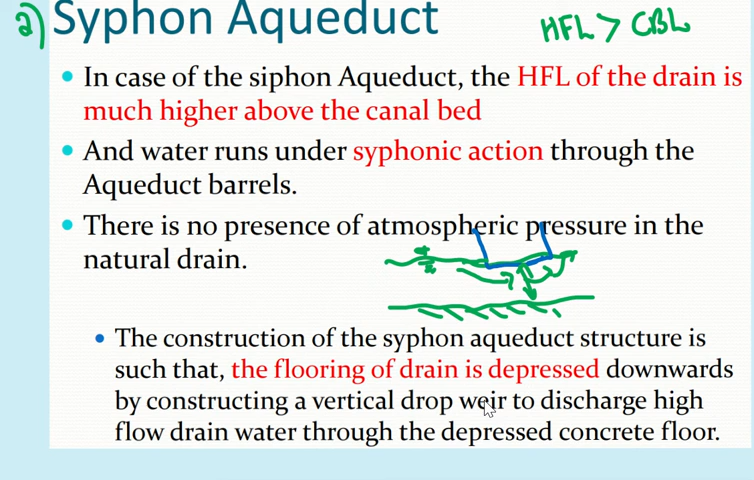 2) Syphon Aqueduct
HFL > CBL
In case of the siphon Aqueduct, the HFL of the drain is
much higher above the canal bed
And water runs under syphonic action through the
Aqueduct barrels.
There is no presence of atmospheric pressure in the
natural drain.
The construction of the syphon aqueduct structure is
such that, the flooring of drain is depressed downwards
by constructing a vertical drop weir to discharge high
flow drain water through the depressed concrete floor.